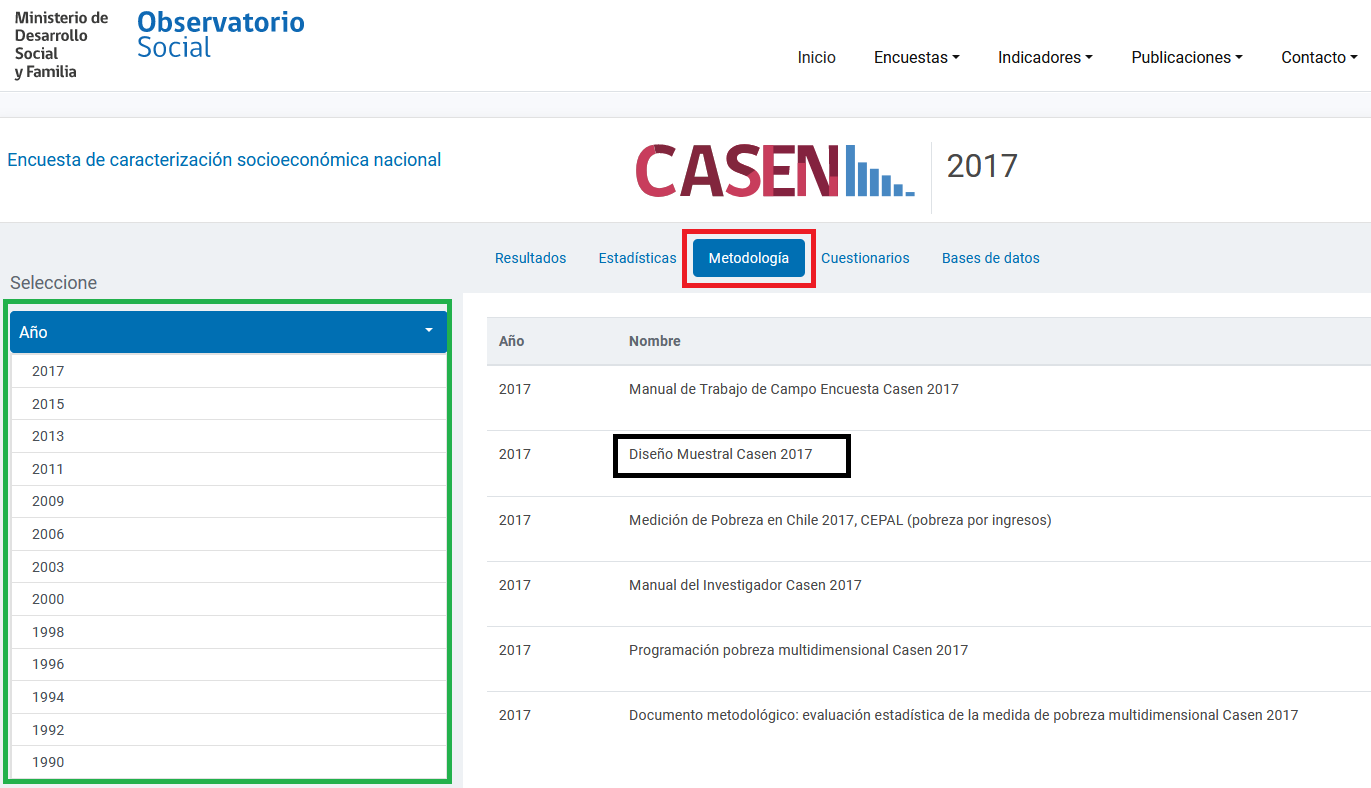 Ministerio de
Desarrollo
Social
y Familia
Observatorio
Social
Inicio Encuestas Indicadores Publicaciones Contacto
Encuesta de caracterización socioeconómica nacional
CASEN 2017
Resultados Estadísticas Metodología Cuestionarios Bases de datos
Seleccione
Año
2017
2015
2013
2011
2009
2006
2003
2000
1998
1996
1994
1992
1990
Año Nombre
2017 Manual de Trabajo de Campo Encuesta Casen 2017
2017 Diseño Muestral Casen 2017
2017 Medición de Pobreza en Chile 2017, CEPAL (pobreza por ingresos)
2017 Manual del Investigador Casen 2017
2017 Programación pobreza multidimensional Casen 2017
2017 Documento metodológico: evaluación estadística de la medida de pobreza multidimensional Casen 2017